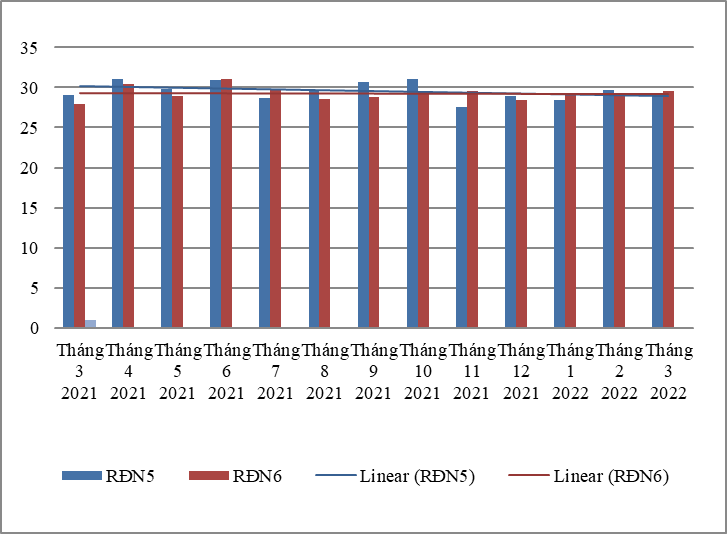 35
30
25
20
15
10
5
0
Tháng Tháng Tháng Tháng Tháng Tháng Tháng Tháng Tháng Tháng Tháng Tháng Tháng
3 4 5 6 7 8 9 10 11 12 1 2 3
2021 2021 2021 2021 2021 2021 2021 2021 2021 2021 2022 2022 2022
RĐN5 RĐN6 Linear (RĐN5) Linear (RĐN6)